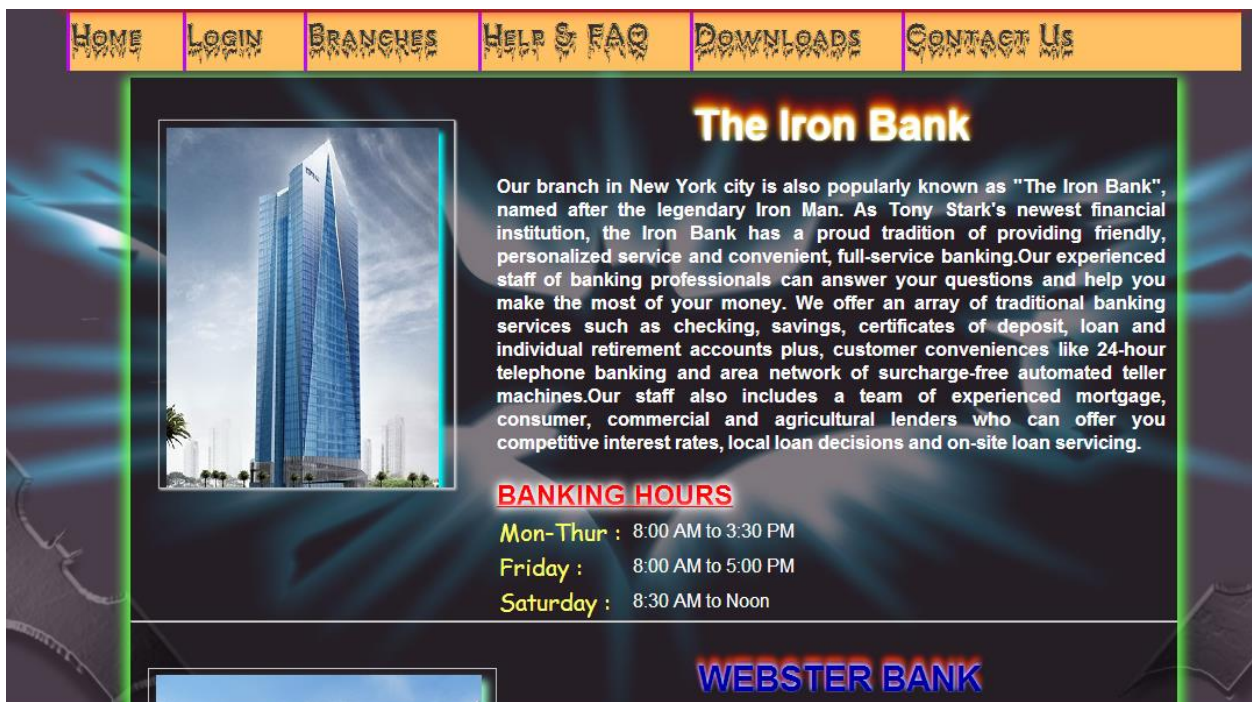 Home Login Branches Help & FAQ Downloads Contact Us
The Iron Bank
Our branch in New York city is also popularly known as "The Iron Bank",
named after the legendary Iron Man. As Tony Stark's newest financial
institution, the Iron Bank has a proud tradition of providing friendly,
personalized service and convenient, full-service banking.Our experienced
staff of banking professionals can answer your questions and help you
make the most of your money. We offer an array of traditional banking
services such as checking, savings, certificates of deposit, loan and
individual retirement accounts plus, customer conveniences like 24-hour
telephone banking and area network of surcharge-free automated teller
machines.Our staff also includes a team of experienced mortgage,
consumer, commercial and agricultural lenders who can offer you
competitive interest rates, local loan decisions and on-site loan servicing.
BANKING HOURS
Mon-Thur : 8:00 AM to 3:30 PM
Friday : 8:00 AM to 5:00 PM
Saturday : 8:30 AM to Noon
WEBSTER BANK